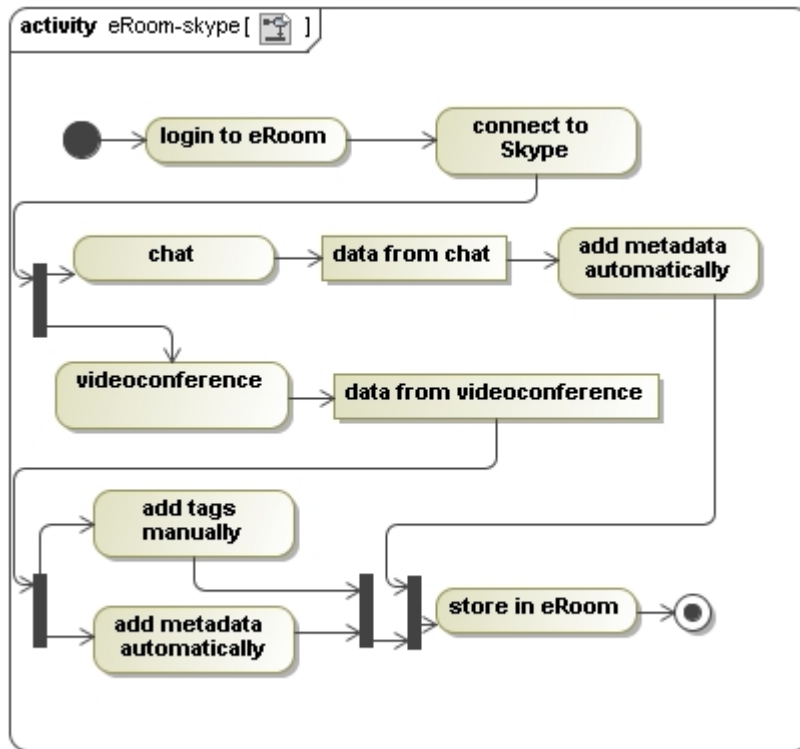 activity eRoom-skype[ ]
login to eRoom
connect to
Skype
chat
data from chat
add metadata
automatically
videoconference
data from videoconference
add tags
manually
add metadata
automatically
store in eRoom